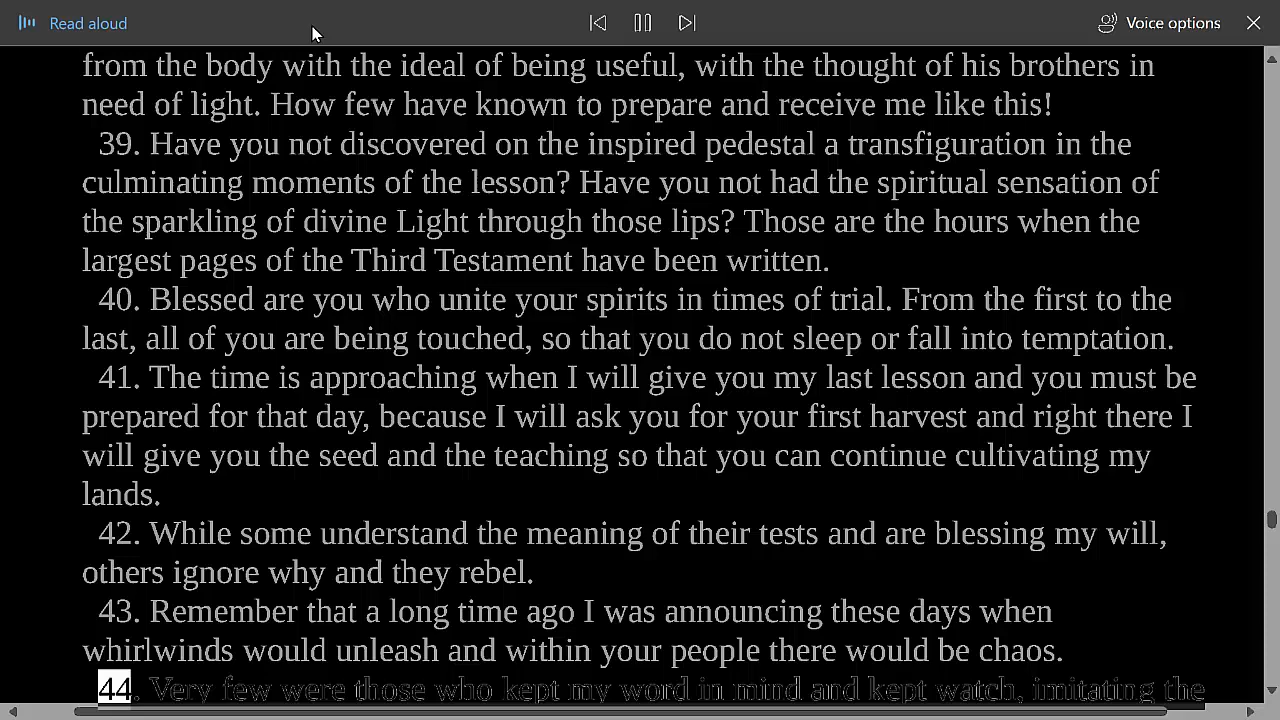 Read aloud
Voice options
from the body with the ideal of being useful, with the thought of his brothers in
need of light. How few have known to prepare and receive me like this!
39. Have you not discovered on the inspired pedestal a transfiguration in the
culminating moments of the lesson? Have you not had the spiritual sensation of
the sparkling of divine Light through those lips? Those are the hours when the
largest pages of the Third Testament have been written.
40. Blessed are you who unite your spirits in times of trial. From the first to the
last, all of you are being touched, so that you do not sleep or fall into temptation.
41. The time is approaching when I will give you my last lesson and you must be
prepared for that day, because I will ask you for your first harvest and right there I
will give you the seed and the teaching so that you can continue cultivating my
lands.
42. While some understand the meaning of their tests and are blessing my will,
others ignore why and they rebel.
43. Remember that a long time ago I was announcing these days when
whirlwinds would unleash and within your people there would be chaos.
44. Very few were those who kept my word in mind and kept watch, imitating the